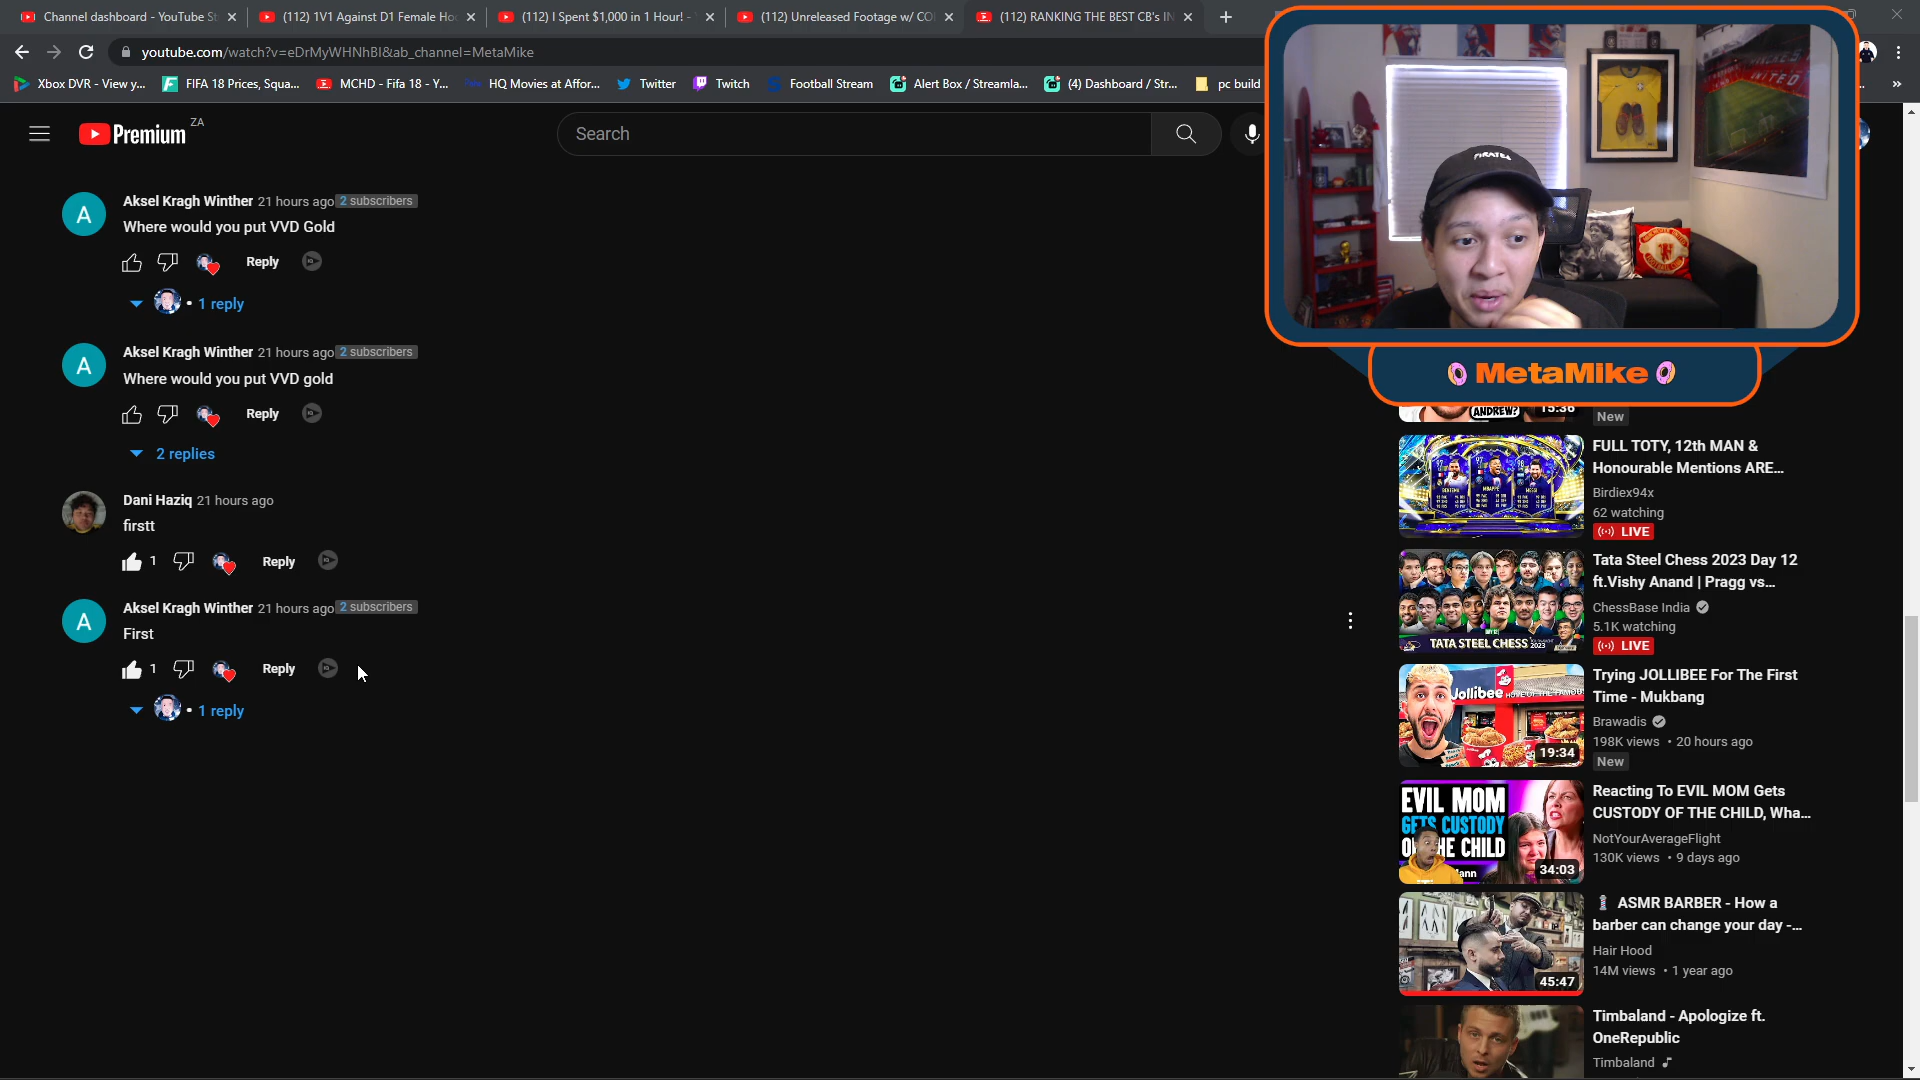 Channel dashboard - YouTube St
(112) 1V1 Against D1 Female Ho
(112) I Spent $1,000 in 1 Hour! -
(112) Unreleased Footage w/ CO
(112) RANKING THE BEST CB's IN
youtube.com/watch?v=eDrMyWHNhBI&ab_channel=MetaMike
Xbox DVR - View y...
FIFA 18 Prices, Squa...
MCHD - Fifa 18 - Y...
HQ Movies at Affor...
Twitter
Twitch
Football Stream
Alert Box / Streamla...
(4) Dashboard / Str...
pc build
Premium ZA
Search
PIRATES
UNITED
MetaMike
Aksel Kragh Winther 21 hours ago 2 subscribers
Where would you put VVD Gold
Reply
1 reply
Aksel Kragh Winther 21 hours ago 2 subscribers
Where would you put VVD gold
Reply
2 replies
Dani Haziq 21 hours ago
firstt
1 Reply
Aksel Kragh Winther 21 hours ago 2 subscribers
First
1 Reply
1 reply
ANDREW?
15:36
New
FULL TOTY, 12th MAN &
Honourable Mentions ARE...
Birdiex94x
62 watching
LIVE
TATA STEEL CHESS 2023
Tata Steel Chess 2023 Day 12
ft.Vishy Anand | Pragg vs...
ChessBase India
5.1K watching
LIVE
Jollibee
19:34
Trying JOLLIBEE For The First
Time - Mukbang
Brawadis
198K views • 20 hours ago
New
EVIL MOM
GETS CUSTODY
OF THE CHILD
34:03
Reacting To EVIL MOM Gets
CUSTODY OF THE CHILD, Wha...
NotYourAverageFlight
130K views • 9 days ago
45:47
ASMR BARBER - How a
barber can change your day -...
Hair Hood
14M views • 1 year ago
Timbaland - Apologize ft.
OneRepublic
Timbaland